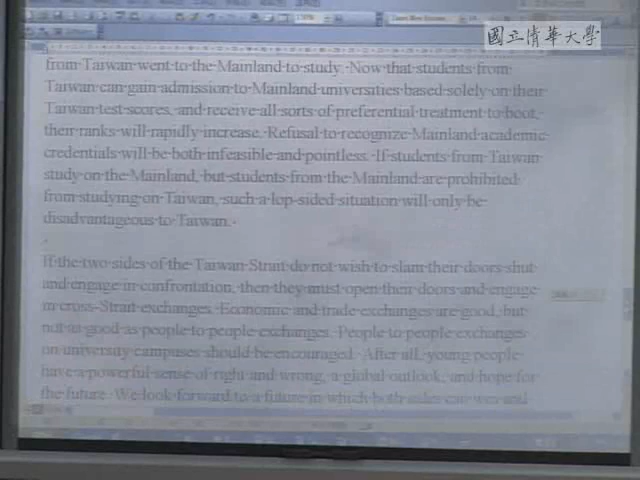 國立清華大學
from Taiwan went to the Mainland to study. Now that students from
Taiwan can gain admission to Mainland universities based solely on their
Taiwan test scores, and receive all sorts of preferential treatment to boot,
their ranks will rapidly increase. Refusal to recognize Mainland academic
credentials will be both infeasible and pointless. If students from Taiwan
study on the Mainland, but students from the Mainland are prohibited
from studying on Taiwan, such a lop-sided situation will only be
disadvantageous to Taiwan.
If the two sides of the Taiwan Strait do not wish to slam their doors shut
and engage in confrontation, then they must open their doors and engage
in cross-Strait exchanges. Economic and trade exchanges are good, but
not as good as people to people exchanges. People to people exchanges
on university campuses should be encouraged. After all, young people
have a powerful sense of right and wrong, a global outlook, and hope for
the future. We look forward to a future in which both sides can win and